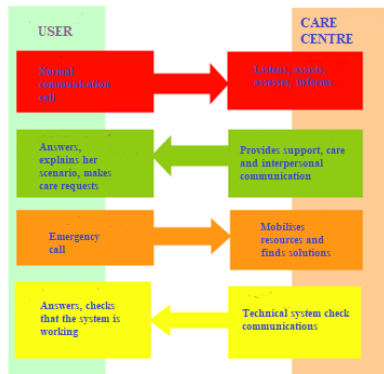 USER
CARE
CENTRE
Normal
communication
call
Listens, assists,
assesses, informs
Answers,
explains her
scenario, makes
care requests
Provides support, care
and interpersonal
communication
Emergency
call
Mobilises
resources and
finds solutions
Answers, checks
that the system is
working
Technical system check
communications